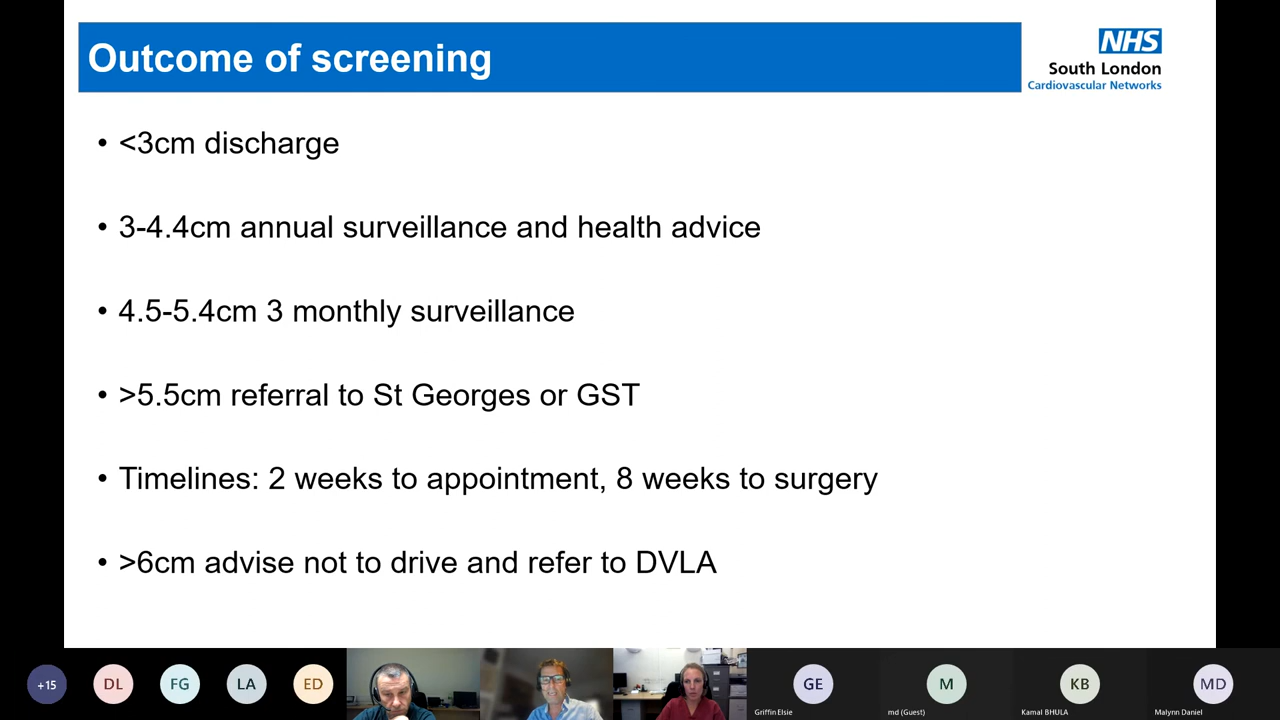 Outcome of screening
NHS
South London
Cardiovascular Networks
• <3cm discharge
• 3-4.4cm annual surveillance and health advice
• 4.5-5.4cm 3 monthly surveillance
• >5.5cm referral to St Georges or GST
• Timelines: 2 weeks to appointment, 8 weeks to surgery
• >6cm advise not to drive and refer to DVLA
+15
DL
FG
LA
ED
GE
M
KB
MD
Griffin Elsie
md (Guest)
Kamal BHULA
Malynn Daniel